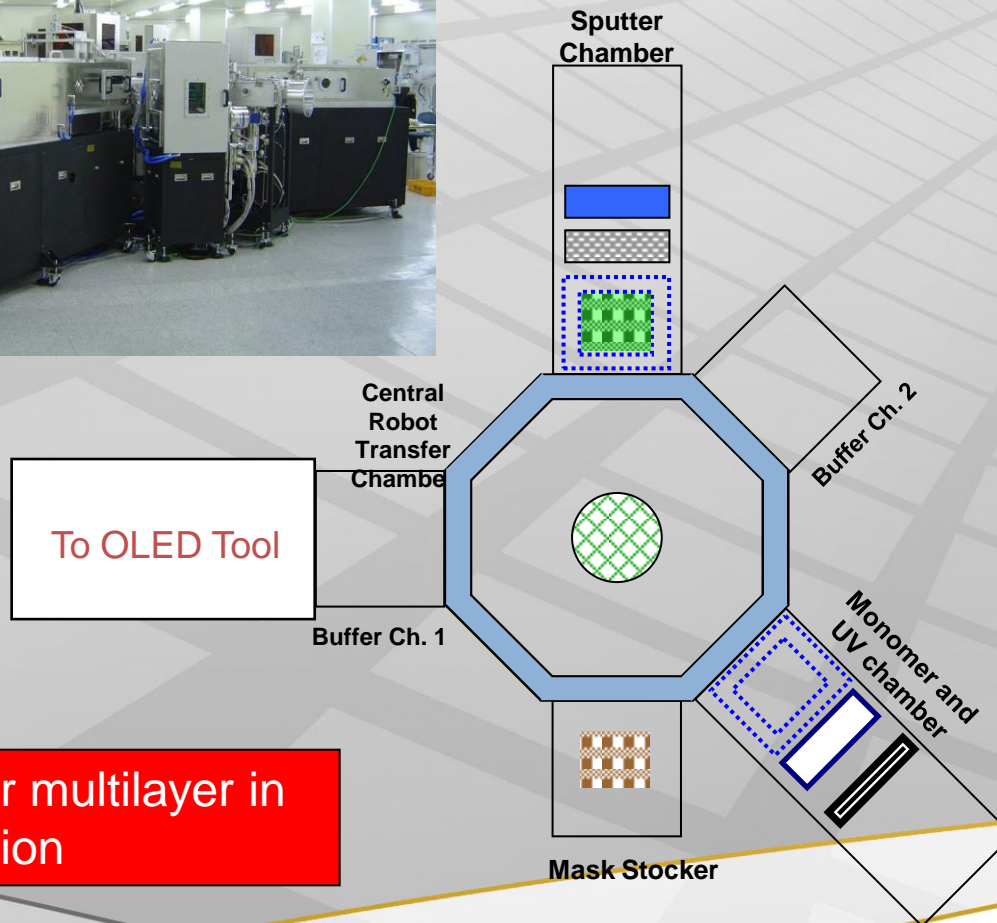 Sputter
Chamber
Central
Robot
Transfer
Chambe
Buffer Ch. 2
To OLED Tool
Buffer Ch. 1
Monomer and
UV chamber
r multilayer in
ion
Mask Stocker